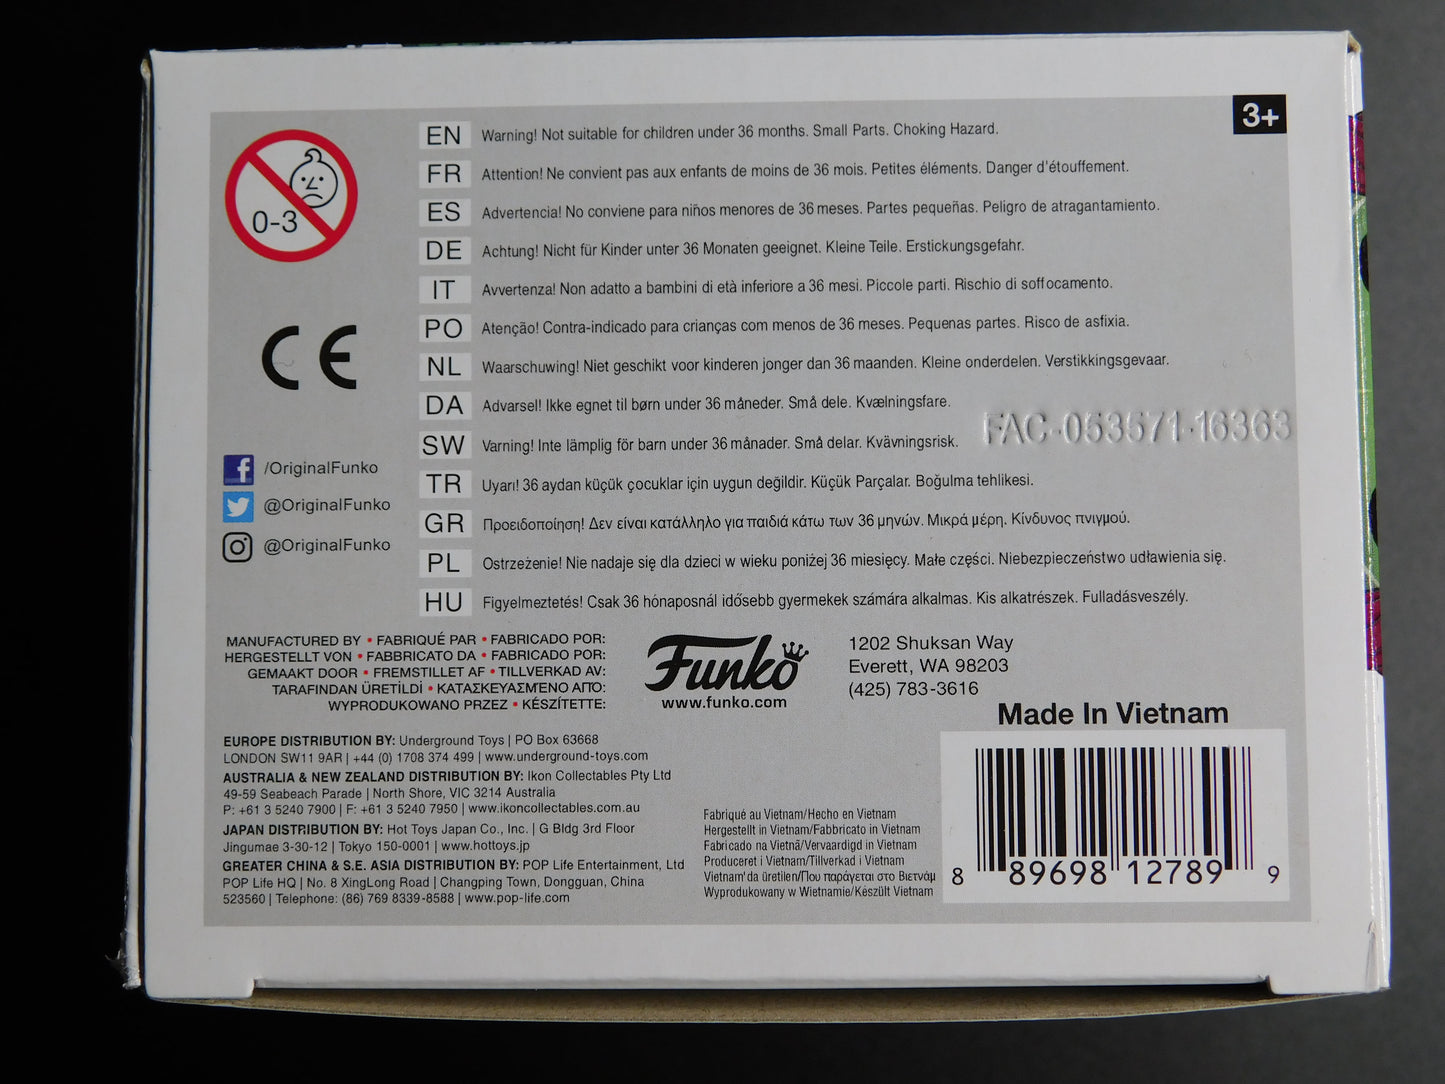 3+
0-3
EN Warning! Not suitable for children under 36 months. Small Parts. Choking Hazard.
FR Attention! Ne convient pas aux enfants de moins de 36 mois. Petites éléments. Danger d'étouffement.
ES Advertencia! No conviene para niños menores de 36 meses. Partes pequeñas. Peligro de atragantamiento.
DE Achtung! Nicht für Kinder unter 36 Monaten geeignet. Kleine Teile. Erstickungsgefahr.
IT Avvertenza! Non adatto a bambini di età inferiore a 36 mesi. Piccole parti. Rischio di soffocamento.
PO Atenção! Contra-indicado para crianças com menos de 36 meses. Pequenas partes. Risco de asfixia.
NL Waarschuwing! Niet geschikt voor kinderen jonger dan 36 maanden. Kleine onderdelen. Verstikkingsgevaar.
DA Advarsel! Ikke egnet til børn under 36 måneder. Små dele. Kvælningsfare.
SW Varning! Inte lämplig för barn under 36 månader. Små delar. Kvävningsrisk.
TR Uyarı! 36 aydan küçük çocuklar için uygun değildir. Küçük Parçalar. Boğulma tehlikesi.
GR Προειδοποίηση! Δεν είναι κατάλληλο για παιδιά κάτω των 36 μηνών. Μικρά μέρη. Κίνδυνος πνιγμού.
PL Ostrzeżenie! Nie nadaje się dla dzieci w wieku poniżej 36 miesięcy. Małe części. Niebezpieczeństwo udławienia się.
HU Figyelmeztetés! Csak 36 hónaposnál idősebb gyermekek számára alkalmas. Kis alkatrészek. Fulladásveszély.
FAC-053571-16363
CE
/OriginalFunko
@OriginalFunko
@OriginalFunko
MANUFACTURED BY • FABRIQUÉ PAR • FABRICADO POR:
HERGESTELLT VON • FABBRICATO DA • FABRICADO POR:
GEMAAKT DOOR • FREMSTILLET AF • TILLVERKAD AV:
TARAFINDAN ÜRETİLDİ • ΚΑΤΑΣΚΕΥΑΣΜΈΝΟ ΑΠΌ:
WYPRODUKOWANO PRZEZ • KÉSZÍTETTE:
Funko
www.funko.com
1202 Shuksan Way
Everett, WA 98203
(425) 783-3616
Made In Vietnam
EUROPE DISTRIBUTION BY: Underground Toys | PO Box 63668
LONDON SW11 9AR | +44 (0) 1708 374 499 | www.underground-toys.com
AUSTRALIA & NEW ZEALAND DISTRIBUTION BY: Ikon Collectables Pty Ltd
49-59 Seabeach Parade | North Shore, VIC 3214 Australia
P: +61 3 5240 7900 | F: +61 3 5240 7950 | www.ikoncollectables.com.au
JAPAN DISTRIBUTION BY: Hot Toys Japan Co., Inc. | G Bldg 3rd Floor
Jingumae 3-30-12 | Tokyo 150-0001 | www.hottoys.jp
GREATER CHINA & S.E. ASIA DISTRIBUTION BY: POP Life Entertainment, Ltd
POP Life HQ | No. 8 XingLong Road | Changping Town, Dongguan, China
523560 | Telephone: (86) 769 8339-8588 | www.pop-life.com
Fabriqué au Vietnam/Hecho en Vietnam
Hergestellt in Vietnam/Fabbricato in Vietnam
Fabricado na Vietnã/Vervaardigd in Vietnam
Produceret i Vietnam/Tillverkad i Vietnam
Vietnam'da üretilen/Που παράγεται στο Βιετνάμ
Wyprodukowany w Wietnamie/Készült Vietnam
8 89698 12789 9